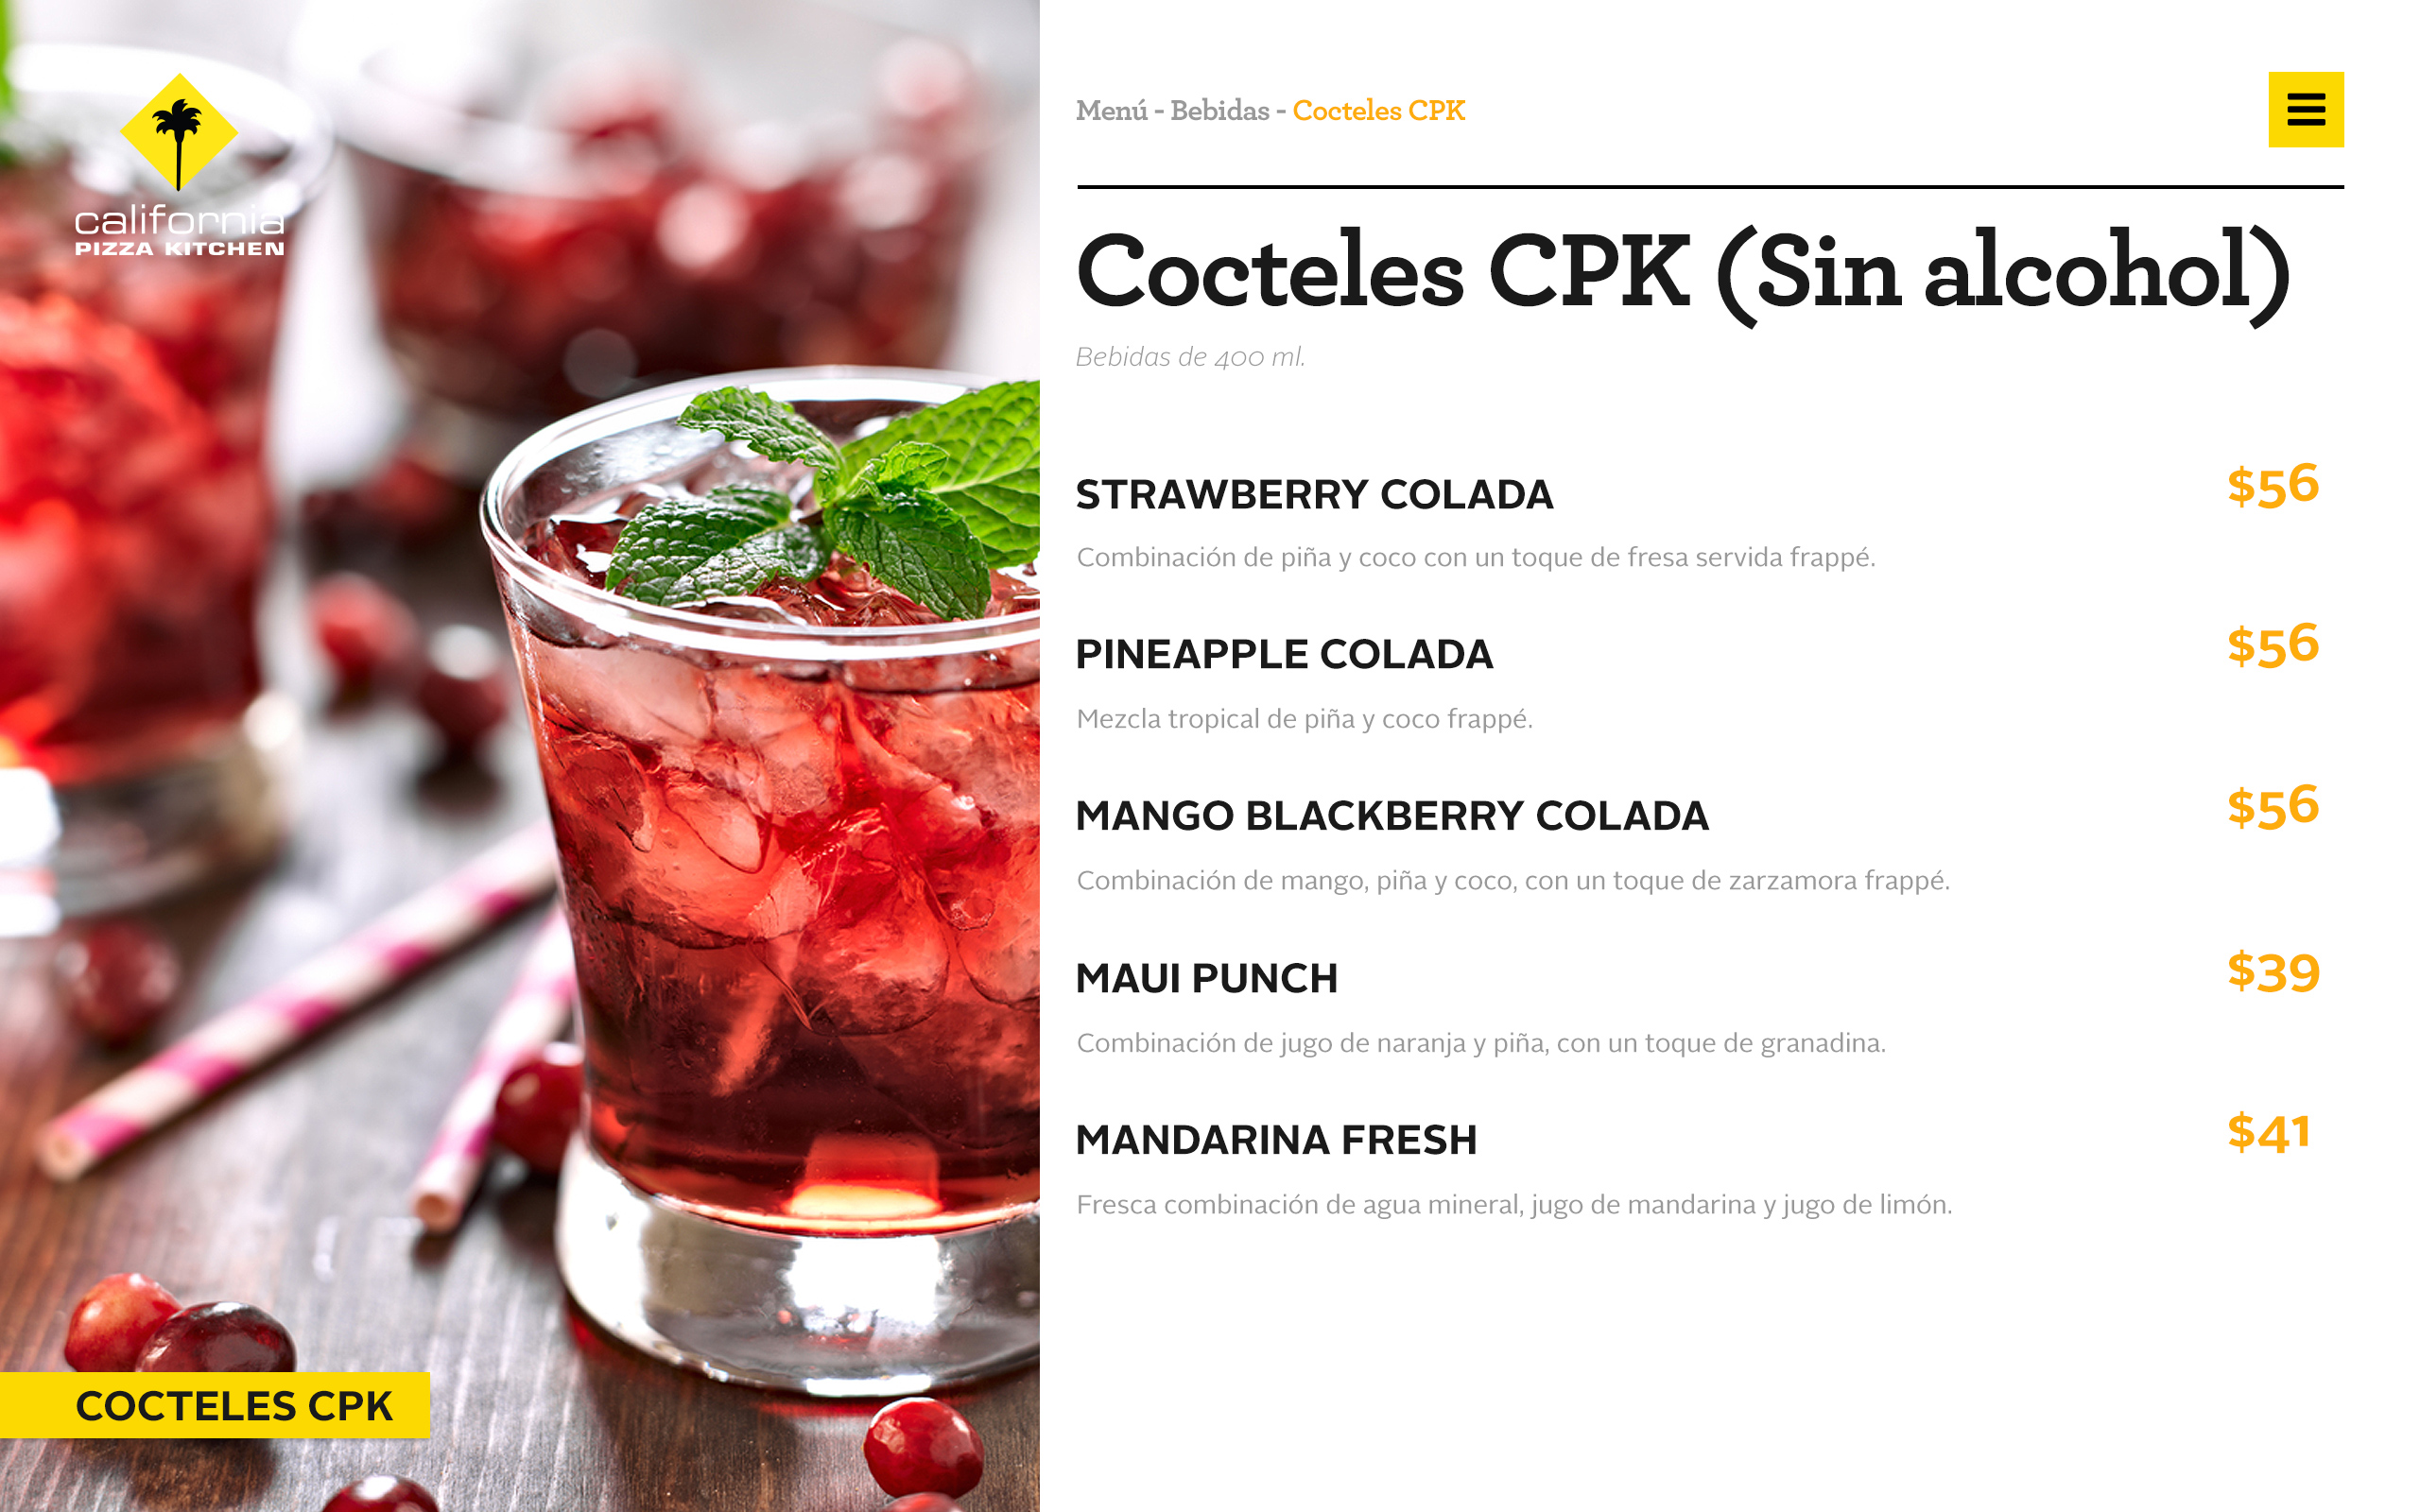 california
PIZZA KITCHEN
COCTELES CPK
Menú - Bebidas - Cocteles CPK
Cocteles CPK (Sin alcohol)
Bebidas de 400 ml.
STRAWBERRY COLADA $56
Combinación de piña y coco con un toque de fresa servida frappé.
PINEAPPLE COLADA $56
Mezcla tropical de piña y coco frappé.
MANGO BLACKBERRY COLADA $56
Combinación de mango, piña y coco, con un toque de zarzamora frappé.
MAUI PUNCH $39
Combinación de jugo de naranja y piña, con un toque de granadina.
MANDARINA FRESH $41
Fresca combinación de agua mineral, jugo de mandarina y jugo de limón.